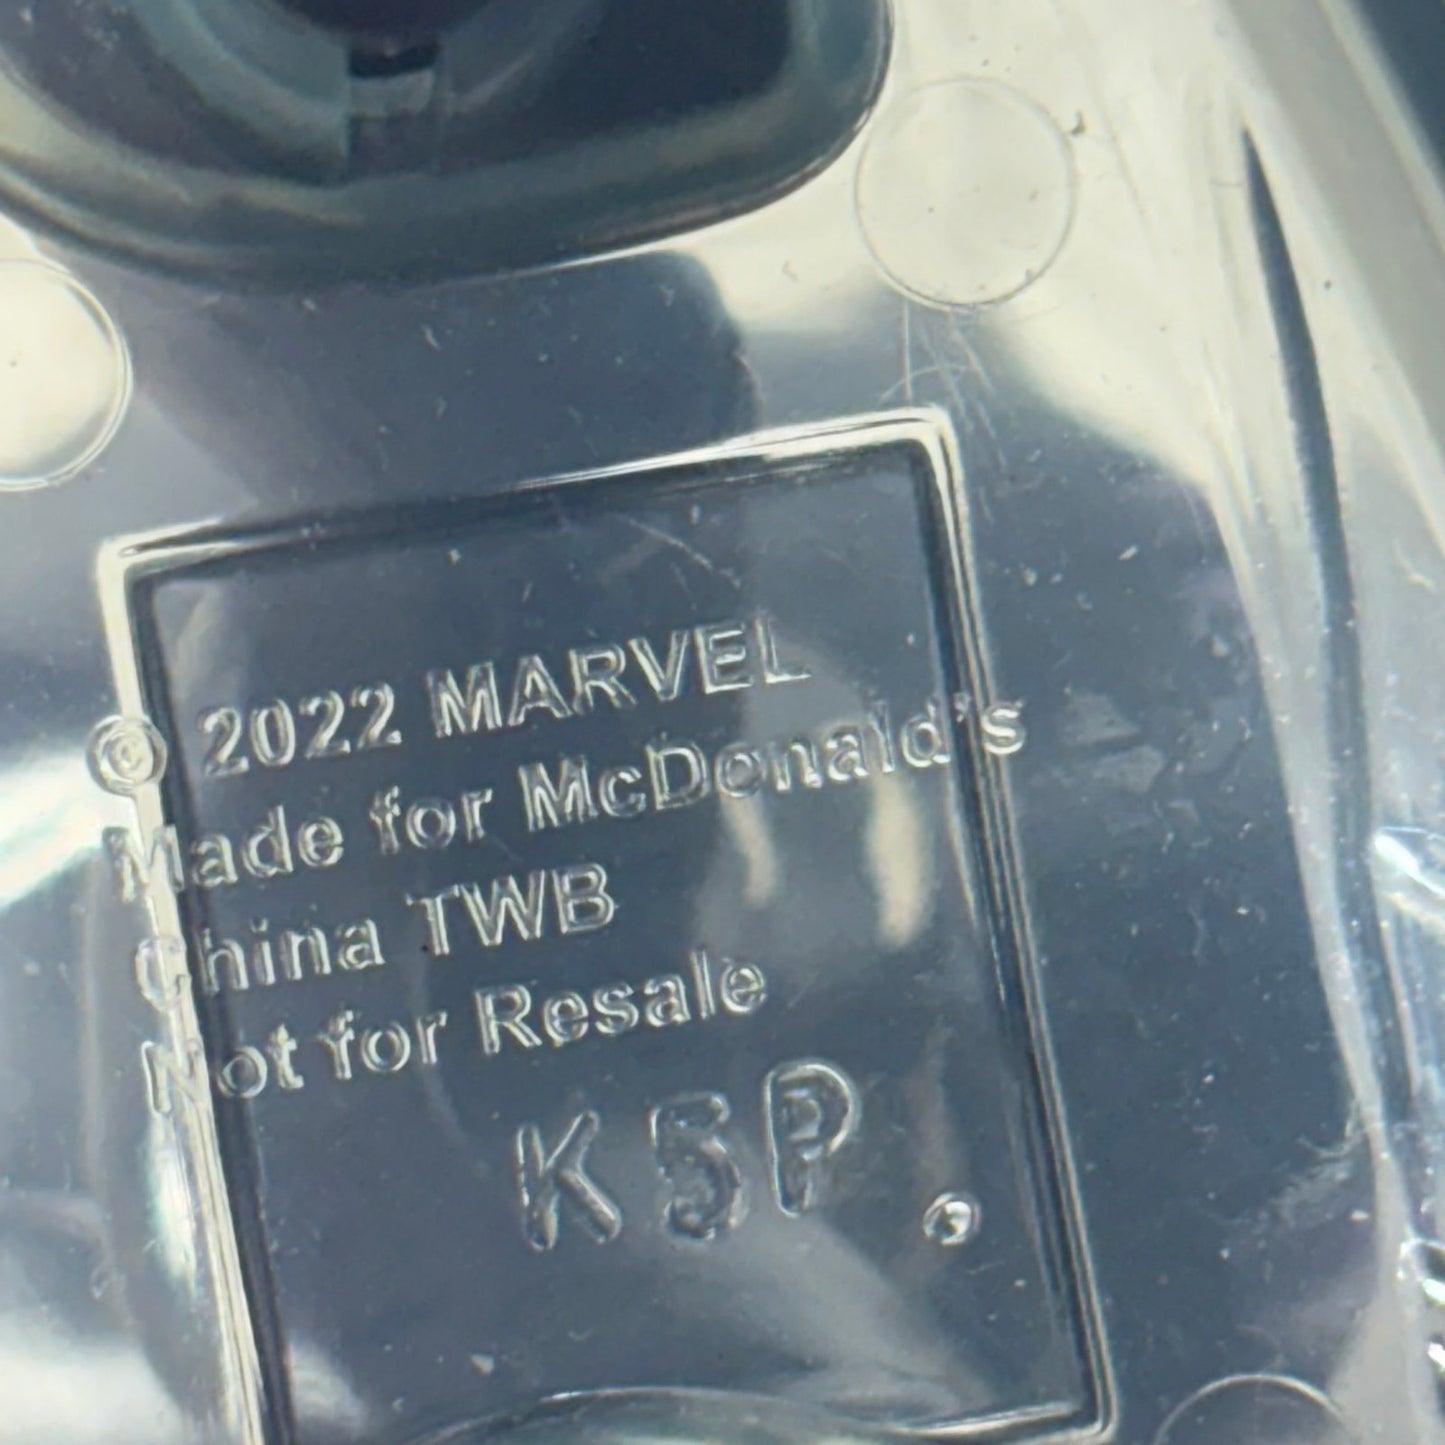 © 2022 MARVEL
Made for McDonald's
China TWB
Not for Resale
K5P.